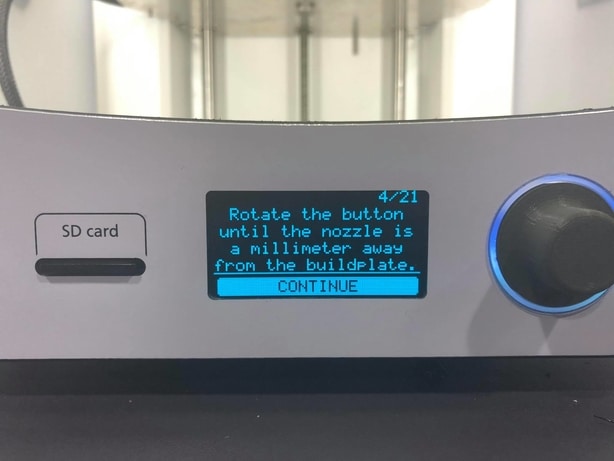 4/21
Rotate the button
until the nozzle is
a millimeter away
from the buildplate.
CONTINUE
SD card